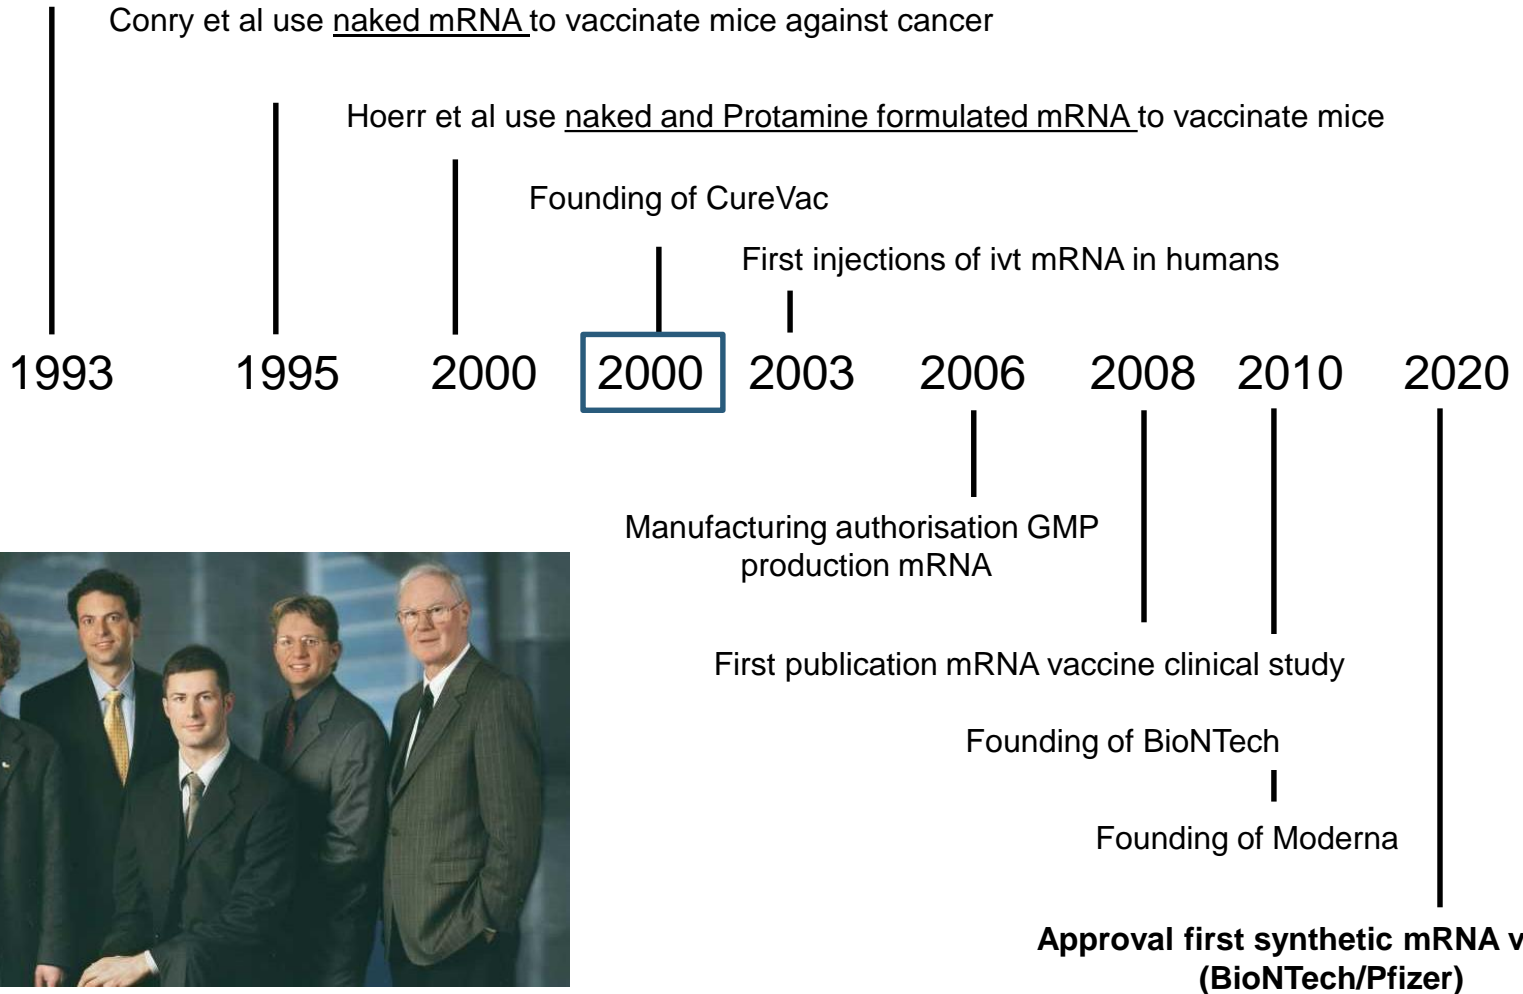 Conry et al use naked mRNA to vaccinate mice against cancer
Hoerr et al use naked and Protamine formulated mRNA to vaccinate mice
Founding of CureVac
First injections of ivt mRNA in humans
1993 1995 2000 2000 2003 2006 2008 2010 2020
Manufacturing authorisation GMP
production mRNA
First publication mRNA vaccine clinical study
Founding of BioNTech
Founding of Moderna
Approval first synthetic mRNA v
(BioNTech/Pfizer)